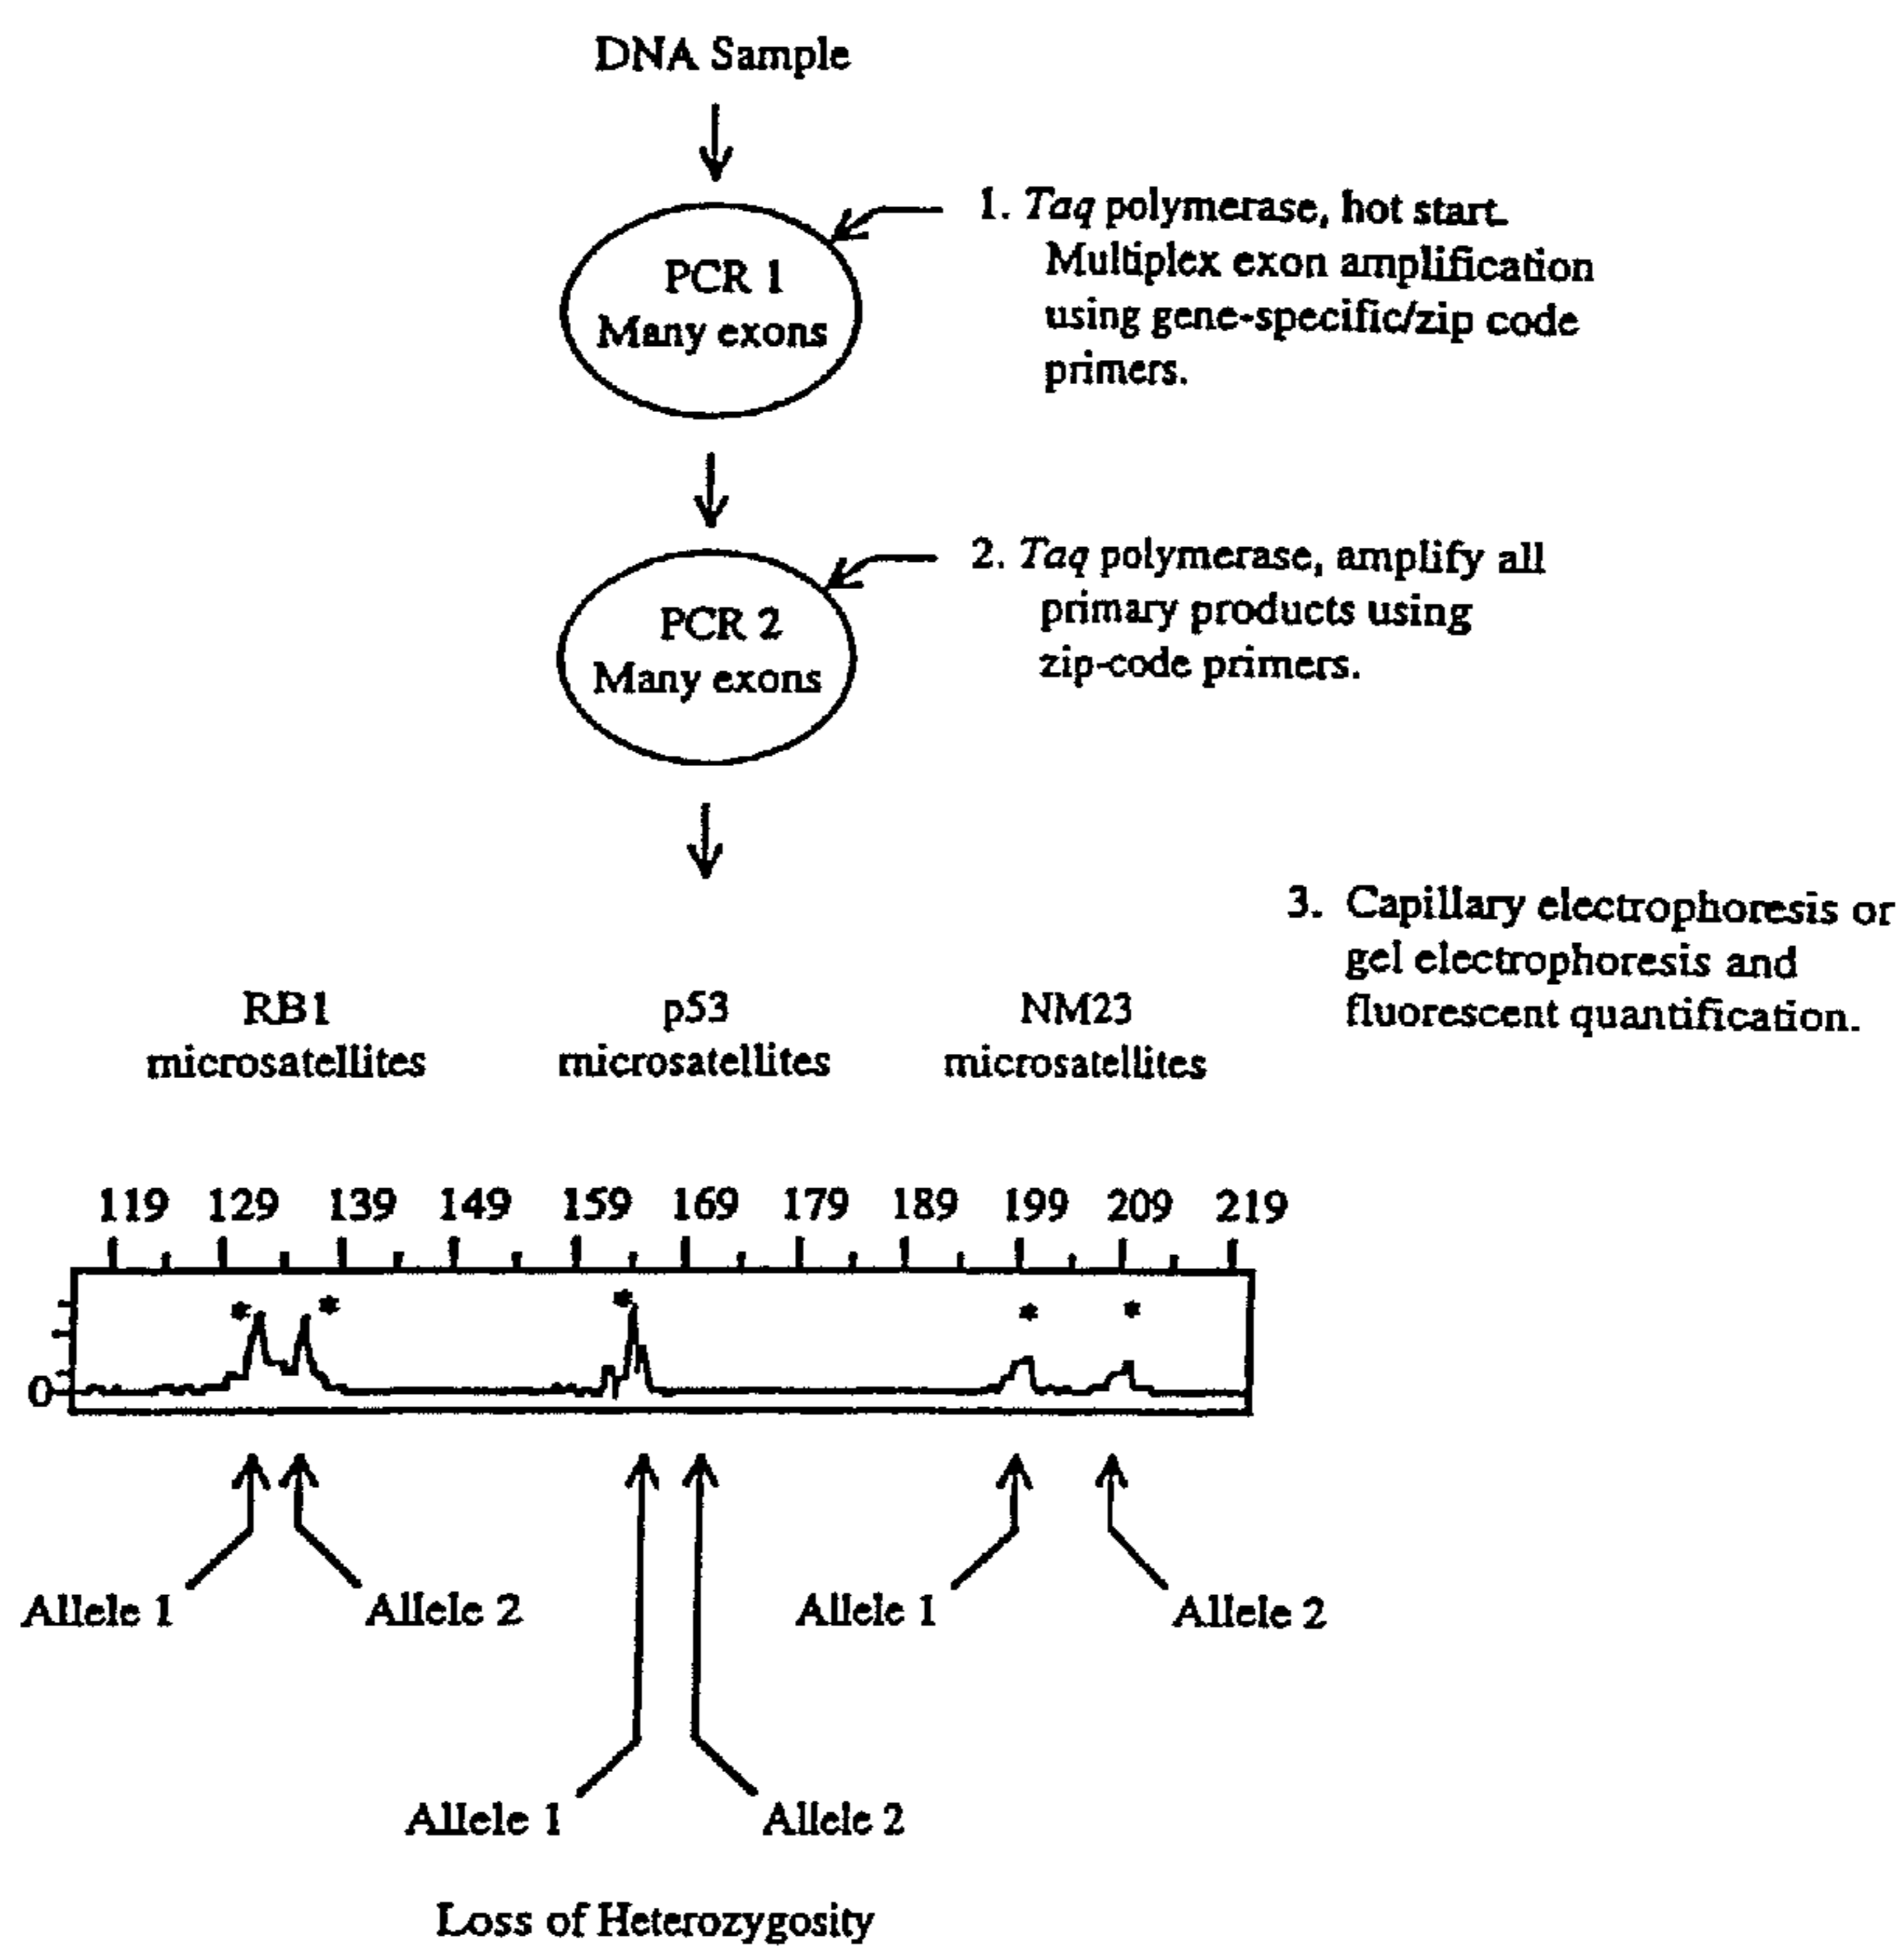 DNA Sample
1. Taq polymerase, hot start.
Multiplex exon amplification
using gene-specific/zip code
primers.
PCR 1
Many exons
2. Taq polymerase, amplify all
primary products using
zip-code primers.
PCR 2
Many exons
3. Capillary electrophoresis or
gel electrophoresis and
fluorescent quantification.
RB1
microsatellites
p53
microsatellites
NM23
microsatellites
119 129 139 149 159 169 179 189 199 209 219
* * * * *
0
Allele 1 Allele 2 Allele 1 Allele 2
Allele 1 Allele 2
Loss of Heterozygosity